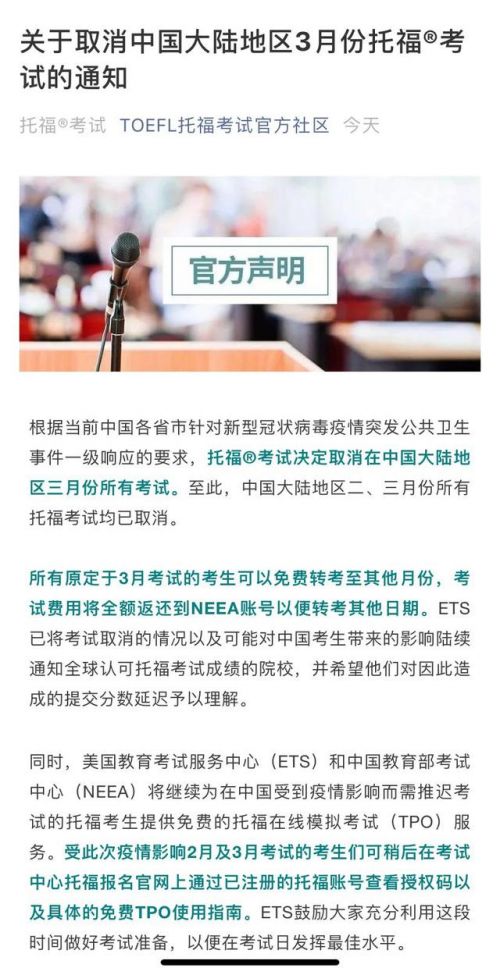 关于取消中国大陆地区3月份托福®考
试的通知
托福®考试 TOEFL托福考试官方社区 今天
官方声明
根据当前中国各省市针对新型冠状病毒疫情突发公共卫生
事件一级响应的要求，托福®考试决定取消在中国大陆地
区三月份所有考试。至此，中国大陆地区二、三月份所有
托福考试均已取消。
所有原定于3月考试的考生可以免费转考至其他月份，考
试费用将全额返还到NEEA账号以便转考其他日期。ETS
已将考试取消的情况以及可能对中国考生带来的影响陆续
通知全球认可托福考试成绩的院校，并希望他们对因此造
成的提交分数延迟予以理解。
同时，美国教育考试服务中心（ETS）和中国教育部考试
中心（NEEA）将继续为在中国受到疫情影响而需推迟考
试的托福考生提供免费的托福在线模拟考试（TPO）服
务。受此次疫情影响2月及3月考试的考生们可稍后在考试
中心托福报名官网上通过已注册的托福账号查看授权码以
及具体的免费TPO使用指南。ETS鼓励大家充分利用这段
时间做好考试准备，以便在考试日发挥最佳水平。